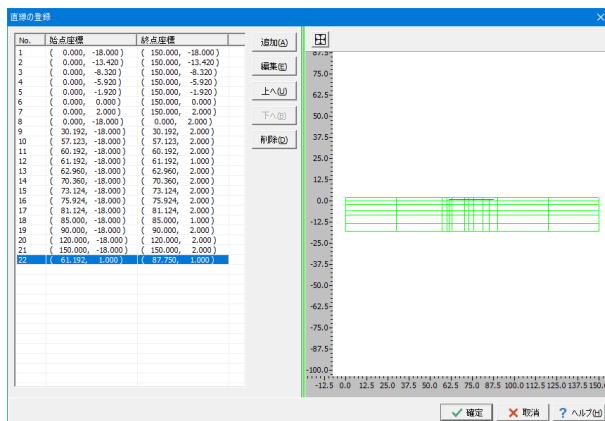 直線の登録
No. 始点座標 終点座標
1 ( 0.000, -18.000 ) ( 150.000, -18.000 )
2 ( 0.000, -13.420 ) ( 150.000, -13.420 )
3 ( 0.000, -8.320 ) ( 150.000, -8.320 )
4 ( 0.000, -5.920 ) ( 150.000, -5.920 )
5 ( 0.000, -1.920 ) ( 150.000, -1.920 )
6 ( 0.000, 0.000 ) ( 150.000, 0.000 )
7 ( 0.000, 2.000 ) ( 150.000, 2.000 )
8 ( 0.000, -18.000 ) ( 0.000, 2.000 )
9 ( 30.192, -18.000 ) ( 30.192, 2.000 )
10 ( 57.123, -18.000 ) ( 57.123, 2.000 )
11 ( 60.192, -18.000 ) ( 60.192, 2.000 )
12 ( 61.192, -18.000 ) ( 61.192, 1.000 )
13 ( 62.960, -18.000 ) ( 62.960, 2.000 )
14 ( 70.360, -18.000 ) ( 70.360, 2.000 )
15 ( 73.124, -18.000 ) ( 73.124, 2.000 )
16 ( 75.924, -18.000 ) ( 75.924, 2.000 )
17 ( 81.124, -18.000 ) ( 81.124, 2.000 )
18 ( 85.000, -18.000 ) ( 85.000, 1.000 )
19 ( 90.000, -18.000 ) ( 90.000, 2.000 )
20 ( 120.000, -18.000 ) ( 120.000, 2.000 )
21 ( 150.000, -18.000 ) ( 150.000, 2.000 )
22 ( 61.192, 1.000 ) ( 87.750, 1.000 )
追加(A)
編集(E)
上へ(U)
下へ(B)
削除(D)
87.5
75.0
62.5
50.0
37.5
25.0
12.5
0.0
-12.5
-25.0
-37.5
-50.0
-62.5
-75.0
-87.5
-100.0
-12.5 0.0 12.5 25.0 37.5 50.0 62.5 75.0 87.5 100.0 112.5 125.0 137.5 150.0
確定 取消 ? ヘルプ(H)